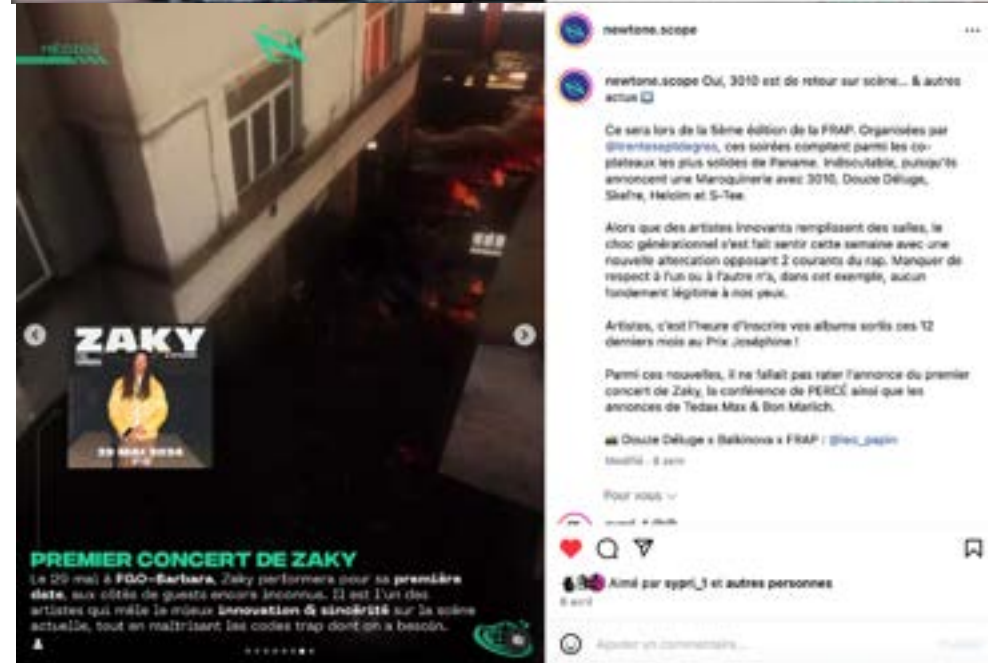 ZAKY
PREMIER CONCERT DE ZAKY
Le 29 mai à FGO-Barbara, Zaky performera pour sa première
date, aux côtés de guests encore inconnus. Il est l'un des
artistes qui mêle le mieux innovation & sincérité sur la scène
actuelle, tout en maîtrisant les codes trap dont on a besoin.
newtone.scope
newtone.scope Oui, 3010 est de retour sur scène... & autres
actus
Ce sera lors de la 5ème édition de la FRAP. Organisées par
@trenteseptdegres, ces soirées comptent parmi les co-
plateaux les plus solides de Paname. Indiscutable, puisqu'ils
annoncent une Maroquinerie avec 3010, Douze Déluge,
Skefre, et S-Tee.
Alors que des artistes innovants remplissent des salles, le
choc générationnel s'est fait sentir cette semaine avec une
nouvelle altercation opposant 2 courants du rap. Manquer de
respect à l'un ou à l'autre n'a, dans cet exemple, aucun
fondement légitime à nos yeux.
Artistes, c'est l'heure d'inscrire vos albums sortis ces 12
derniers mois au Prix Joséphine !
Parmi ces nouvelles, il ne fallait pas rater l'annonce du premier
concert de Zaky, la conférence de PERCÉ ainsi que les
annonces de Tedax Max & Bon Marlich.
Douze Déluge x Balkinova x FRAP : @leo_papin
Modifié · 8 sem
Pour vous
Aimé par sypri_1 et autres personnes
8 avril
Ajouter un commentaire...